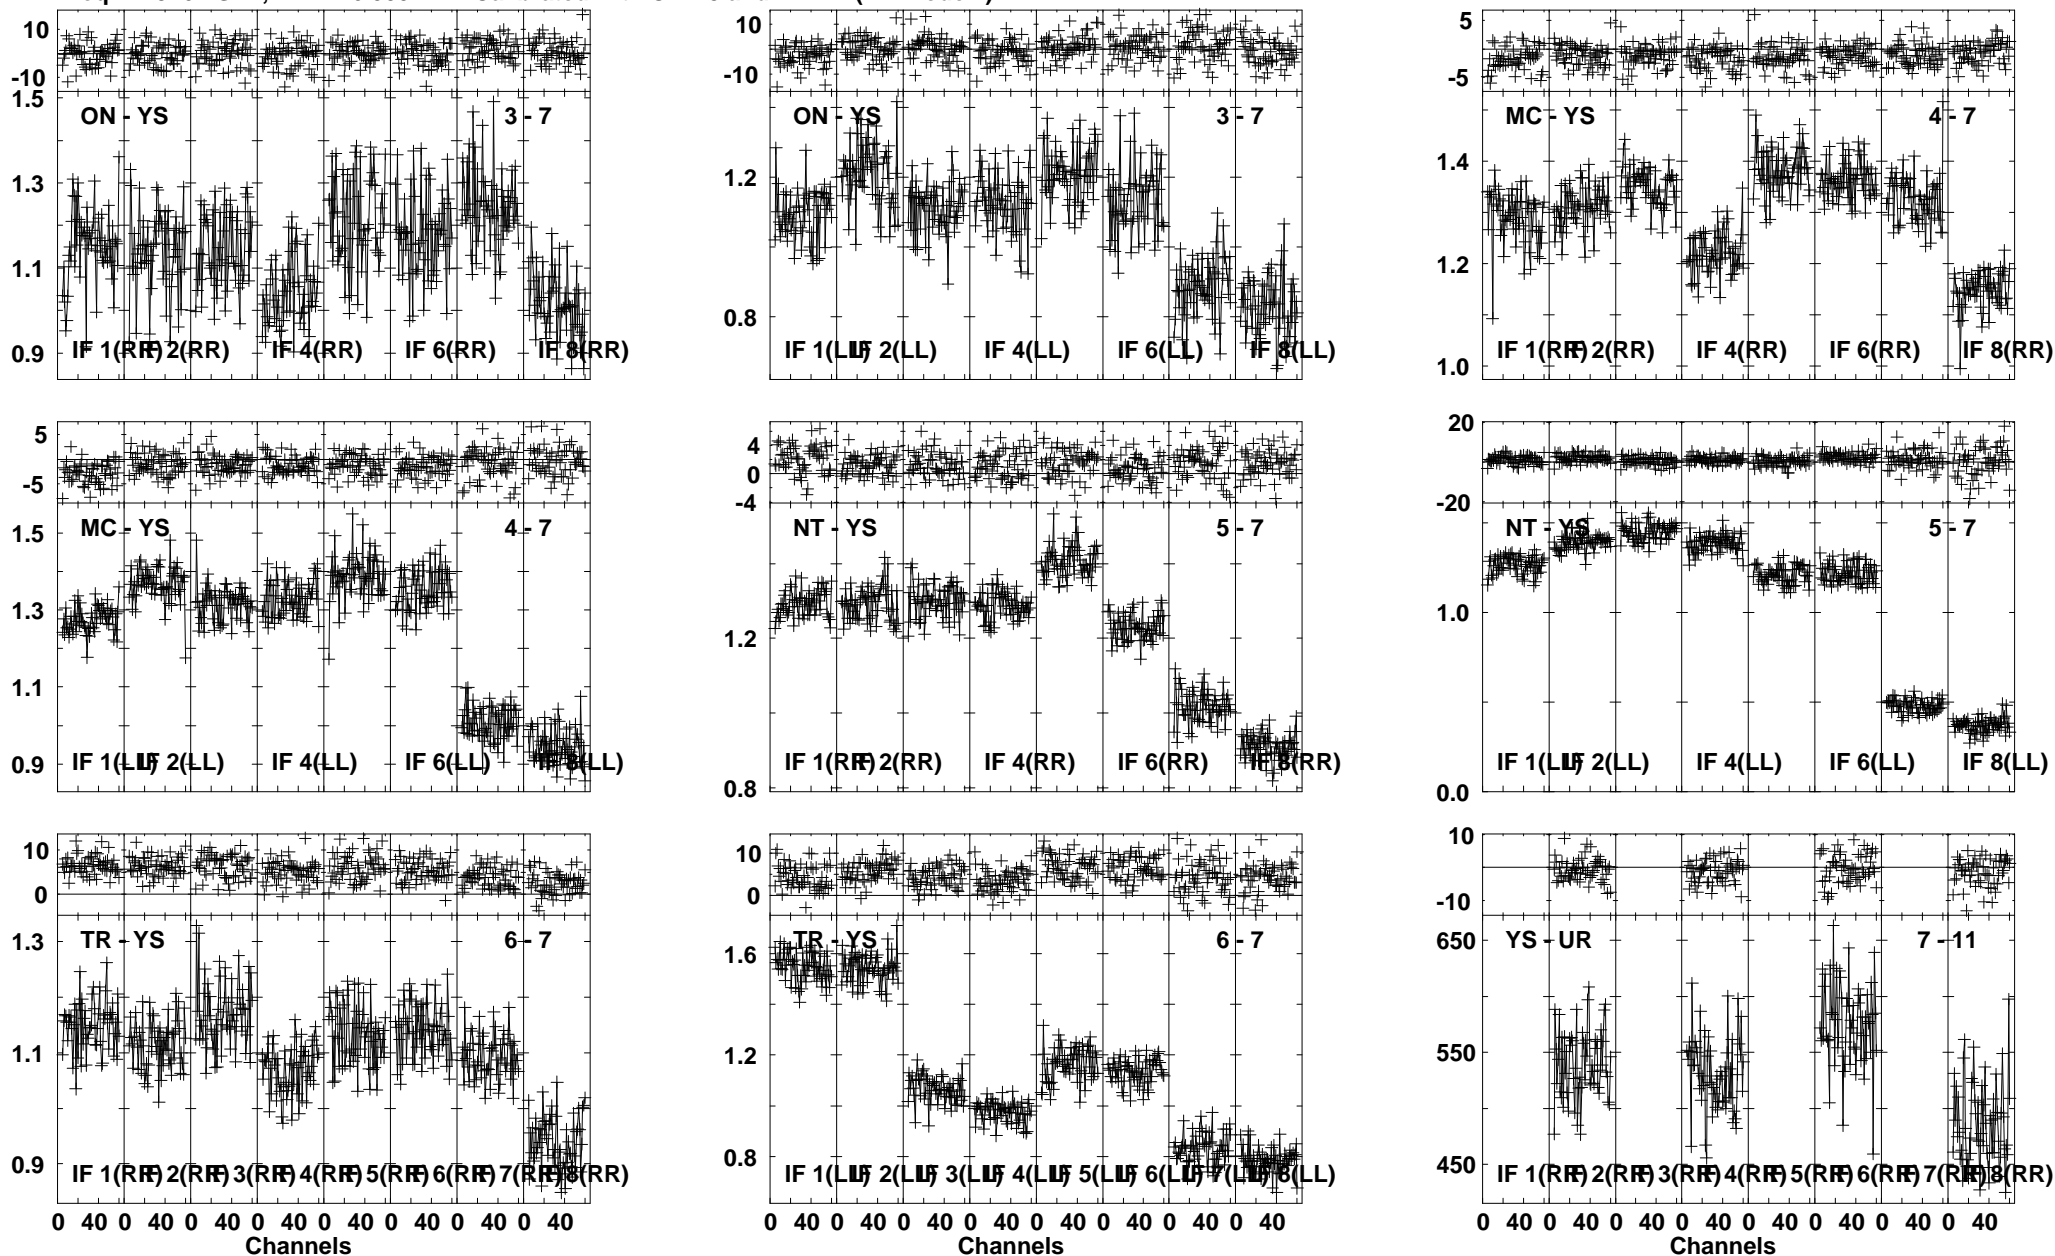 10
-10
1.5
1.3
1.1
0.9
ON - YS
3 - 7
IF 1(RR)
IF 2(RR)
IF 4(RR)
IF 6(RR)
IF 8(RR)
10
-10
1.2
0.8
ON - YS
3 - 7
IF 1(LL)
IF 2(LL)
IF 4(LL)
IF 6(LL)
IF 8(LL)
5
-5
1.4
1.2
1.0
MC - YS
4 - 7
IF 1(RR)
IF 2(RR)
IF 4(RR)
IF 6(RR)
IF 8(RR)
5
-5
1.5
1.3
1.1
0.9
MC - YS
4 - 7
IF 1(LL)
IF 2(LL)
IF 4(LL)
IF 6(LL)
IF 8(LL)
4
0
-4
1.2
0.8
NT - YS
5 - 7
IF 1(RR)
IF 2(RR)
IF 4(RR)
IF 6(RR)
IF 8(RR)
20
-20
1.0
0.0
NT - YS
5 - 7
IF 1(LL)
IF 2(LL)
IF 4(LL)
IF 6(LL)
IF 8(LL)
10
0
1.3
1.1
0.9
TR - YS
6 - 7
IF 1(RR)
IF 2(RR)
IF 3(RR)
IF 4(RR)
IF 5(RR)
IF 6(RR)
IF 7(RR)
IF 8(RR)
0 40 0 40 0 40 0 40 0 40 0 40 0 40 0 40
Channels
10
0
1.6
1.2
0.8
TR - YS
6 - 7
IF 1(LL)
IF 2(LL)
IF 3(LL)
IF 4(LL)
IF 5(LL)
IF 6(LL)
IF 7(LL)
IF 8(LL)
0 40 0 40 0 40 0 40 0 40 0 40 0 40 0 40
Channels
10
-10
650
550
450
YS - UR
7 - 11
IF 1(RR)
IF 2(RR)
IF 3(RR)
IF 4(RR)
IF 5(RR)
IF 6(RR)
IF 7(RR)
IF 8(RR)
0 40 0 40 0 40 0 40 0 40 0 40 0 40 0 40
Channels